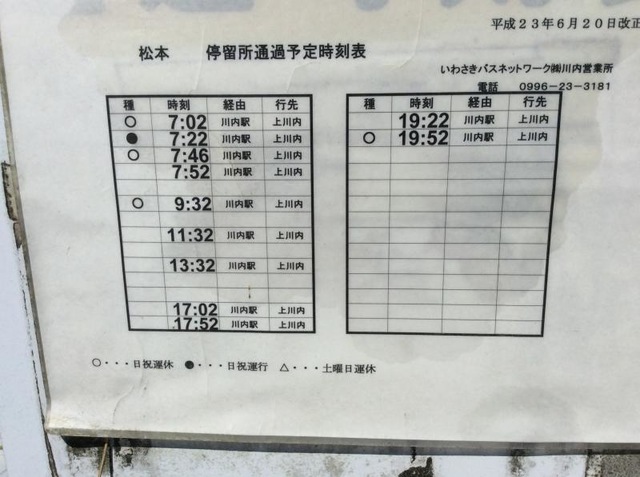 平成23年6月20日改正
松本 停留所通過予定時刻表
いわさきバスネットワーク㈱川内営業所
電話 0996-23-3181
種 時刻 経由 行先
○ 7:02 川内駅 上川内
● 7:22 川内駅 上川内
○ 7:46 川内駅 上川内
7:52 川内駅 上川内
○ 9:32 川内駅 上川内
11:32 川内駅 上川内
13:32 川内駅 上川内
17:02 川内駅 上川内
17:52 川内駅 上川内
種 時刻 経由 行先
19:22 川内駅 上川内
○ 19:52 川内駅 上川内
○・・・日祝運休 ●・・・日祝運行 △・・・土曜日運休